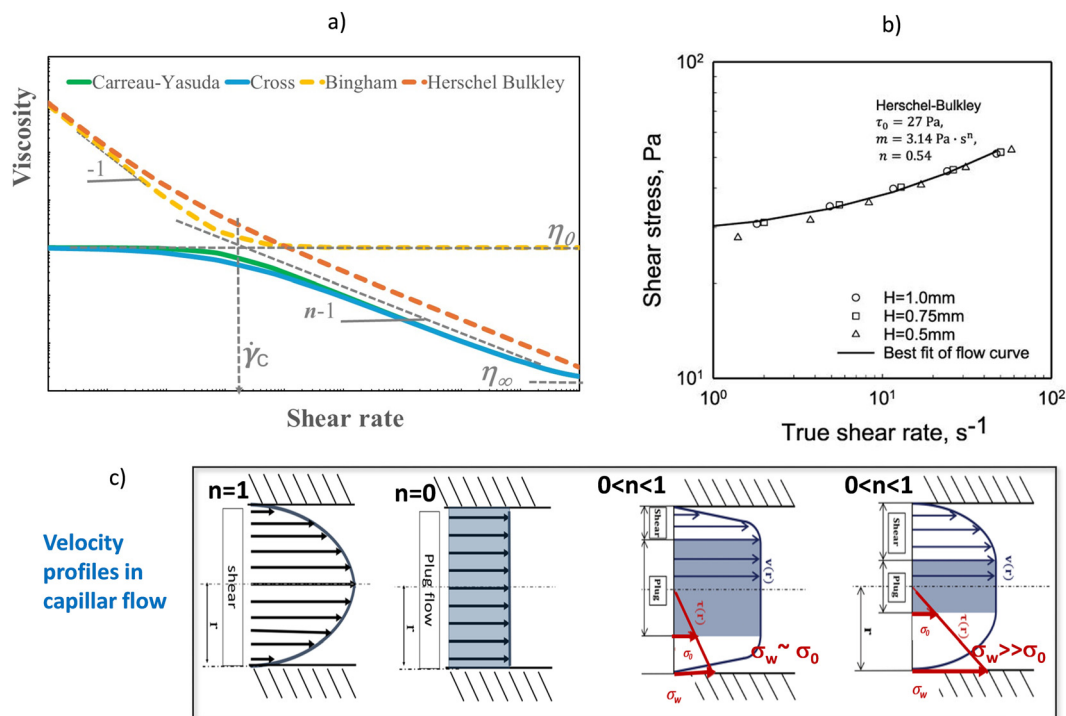 a)
Carreau-Yasuda Cross Bingham Herschel Bulkley
Viscosity
-1
η0
n-1
γ̇C
η∞
Shear rate
b)
10²
Herschel-Bulkley
τ₀ = 27 Pa,
m = 3.14 Pa · sⁿ,
n = 0.54
Shear stress, Pa
H=1.0mm
H=0.75mm
H=0.5mm
Best fit of flow curve
10¹
10⁰ 10¹ 10²
True shear rate, s⁻¹
c)
Velocity
profiles in
capillar flow
n=1
shear
r
n=0
Plug flow
r
0<n<1
Shear
Plug
v(r)
τ(r)
σ₀
σw~ σ₀
σw
0<n<1
Shear
Plug
v(r)
τ(r)
r
σ₀
σw>>σ₀
σw